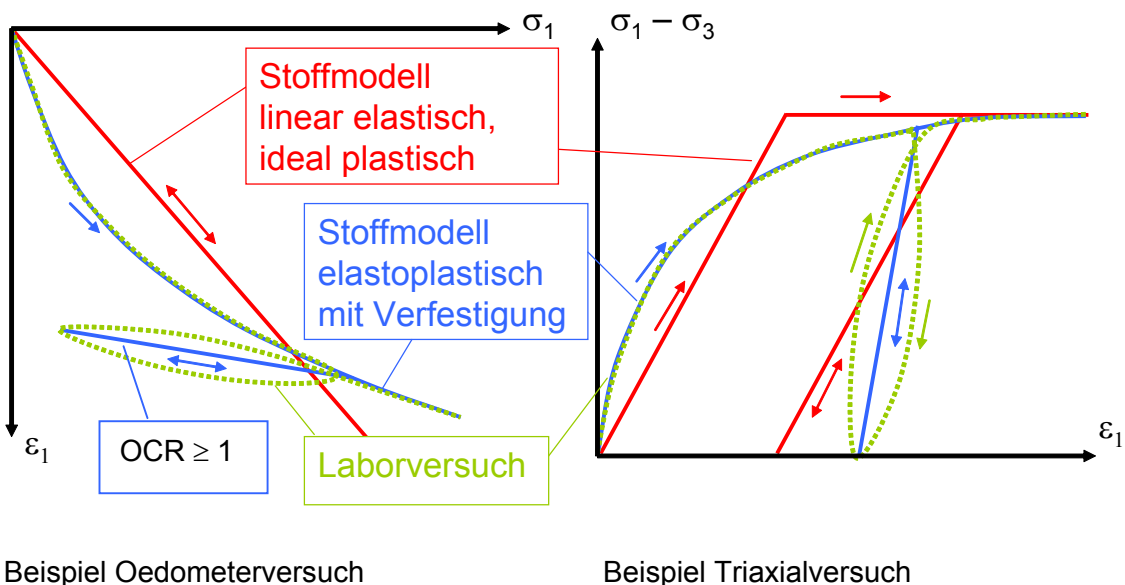 σ1
σ1 – σ3
Stoffmodell
linear elastisch,
ideal plastisch
Stoffmodell
elastoplastisch
mit Verfestigung
ε1
OCR ≥ 1
Laborversuch
ε1
Beispiel Oedometerversuch
Beispiel Triaxialversuch